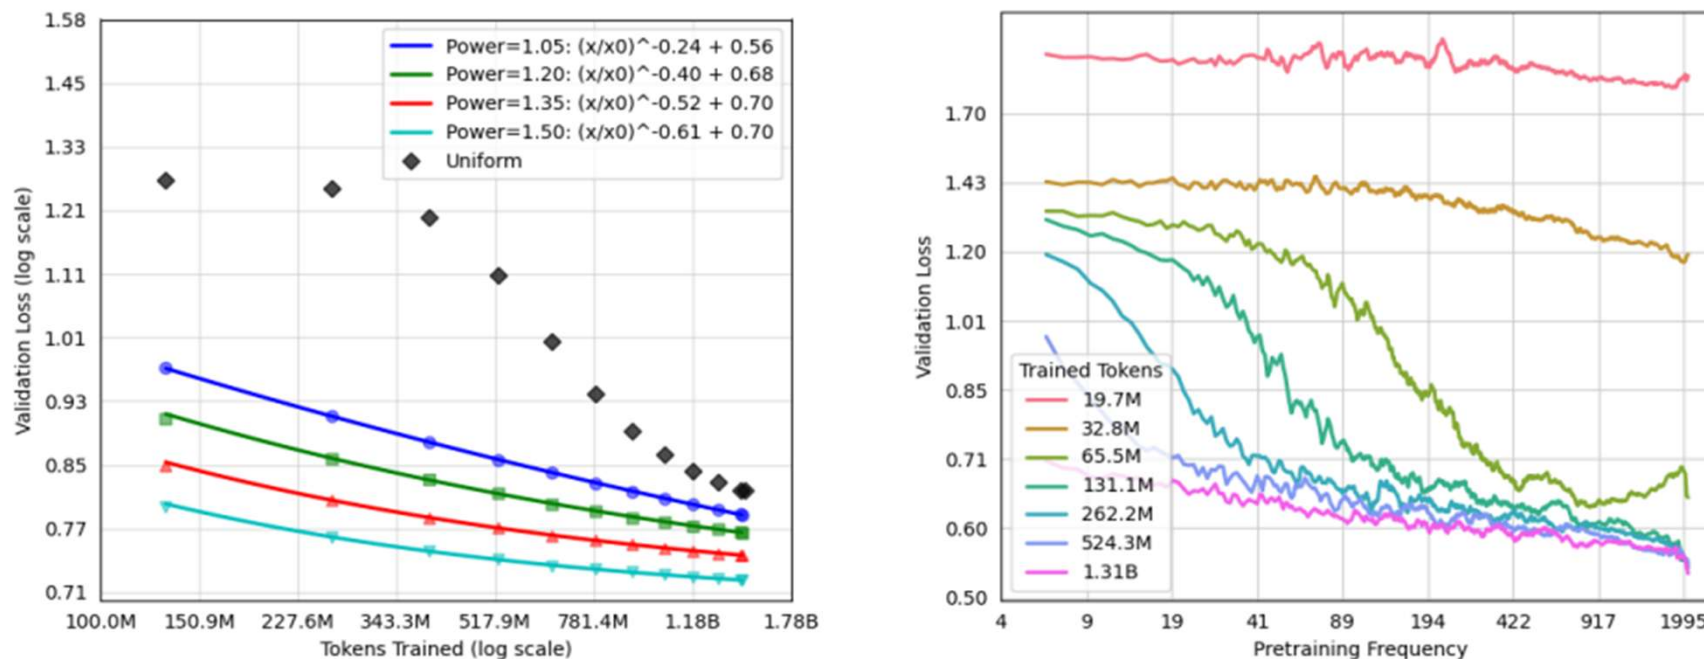 1.58
1.45
1.33
1.21
1.11
1.01
0.93
0.85
0.77
0.71
Validation Loss (log scale)
Power=1.05: (x/x0)^-0.24 + 0.56
Power=1.20: (x/x0)^-0.40 + 0.68
Power=1.35: (x/x0)^-0.52 + 0.70
Power=1.50: (x/x0)^-0.61 + 0.70
Uniform
100.0M 150.9M 227.6M 343.3M 517.9M 781.4M 1.18B 1.78B
Tokens Trained (log scale)
1.70
1.43
1.20
1.01
0.85
0.71
0.60
0.50
Validation Loss
Trained Tokens
19.7M
32.8M
65.5M
131.1M
262.2M
524.3M
1.31B
4 9 19 41 89 194 422 917 1995
Pretraining Frequency